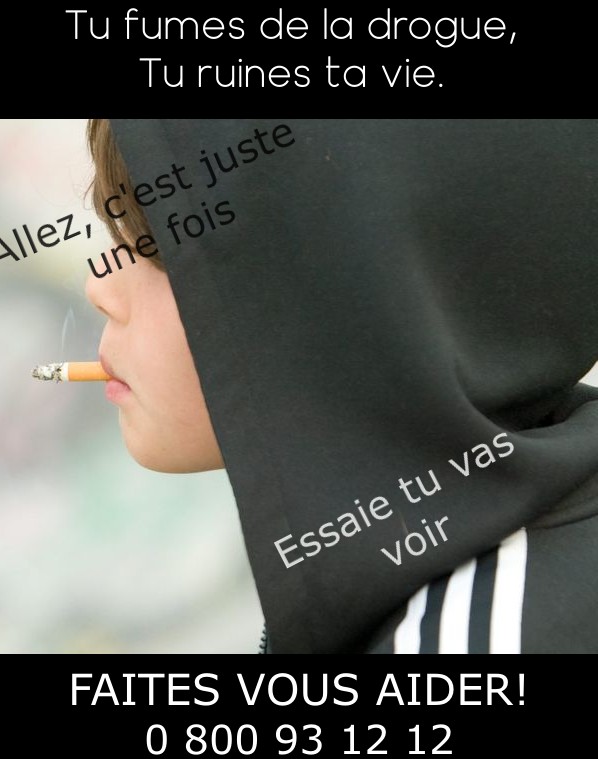 Tu fumes de la drogue,
Tu ruines ta vie.
Allez, c'est juste
une fois
Essaie tu vas
voir
FAITES VOUS AIDER!
0 800 93 12 12